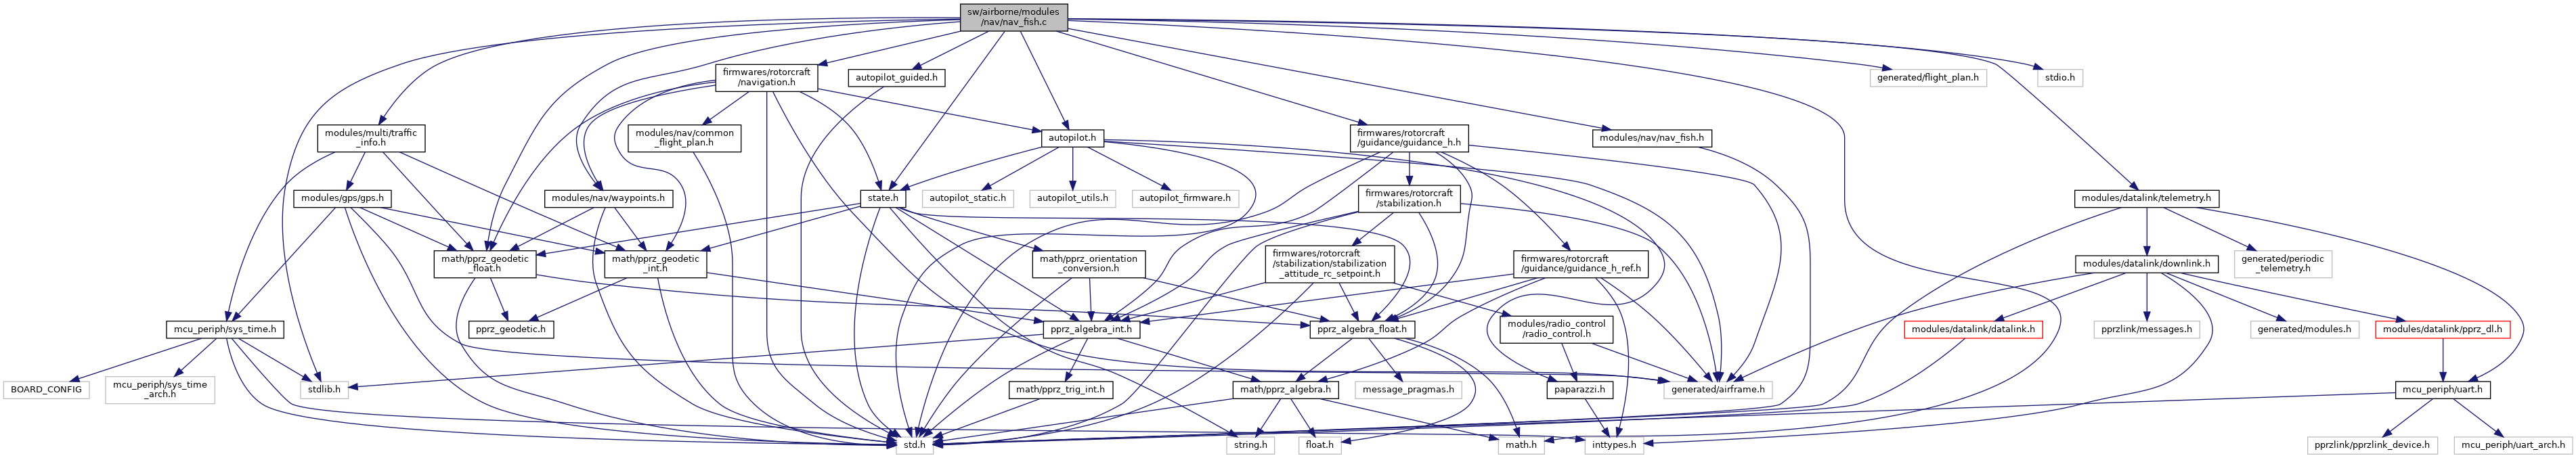 sw/airborne/modules
/nav/nav_fish.c
firmwares/rotorcraft
/navigation.h
autopilot_guided.h
generated/flight_plan.h
stdio.h
modules/multi/traffic
_info.h
modules/nav/common
_flight_plan.h
autopilot.h
firmwares/rotorcraft
/guidance/guidance_h.h
modules/nav/nav_fish.h
modules/gps/gps.h
modules/nav/waypoints.h
state.h
autopilot_static.h
autopilot_utils.h
autopilot_firmware.h
firmwares/rotorcraft
/stabilization.h
modules/datalink/telemetry.h
math/pprz_geodetic
_float.h
math/pprz_geodetic
_int.h
math/pprz_orientation
_conversion.h
firmwares/rotorcraft
/stabilization/stabilization
_attitude_rc_setpoint.h
firmwares/rotorcraft
/guidance/guidance_h_ref.h
modules/datalink/downlink.h
generated/periodic
_telemetry.h
mcu_periph/sys_time.h
pprz_geodetic.h
pprz_algebra_int.h
pprz_algebra_float.h
modules/radio_control
/radio_control.h
modules/datalink/datalink.h
pprzlink/messages.h
generated/modules.h
modules/datalink/pprz_dl.h
BOARD_CONFIG
mcu_periph/sys_time
_arch.h
stdlib.h
math/pprz_trig_int.h
math/pprz_algebra.h
message_pragmas.h
paparazzi.h
generated/airframe.h
mcu_periph/uart.h
std.h
string.h
float.h
math.h
inttypes.h
pprzlink/pprzlink_device.h
mcu_periph/uart_arch.h